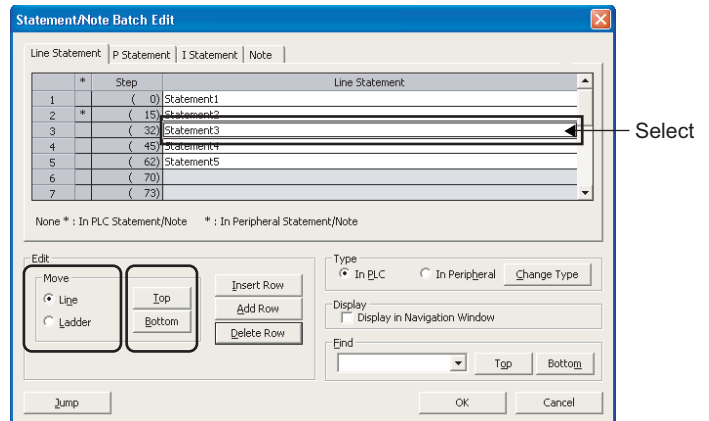 Statement/Note Batch Edit
Line Statement P Statement I Statement Note
* Step Line Statement
1 ( 0) Statement1
2 * ( 15) Statement2
3 ( 32) Statement3
4 ( 45) Statement4
5 ( 62) Statement5
6 ( 70)
7 ( 73)
Select
None * : In PLC Statement/Note * : In Peripheral Statement/Note
Edit
Move
Line
Ladder
Top
Bottom
Insert Row
Add Row
Delete Row
Type
In PLC In Peripheral Change Type
Display
Display in Navigation Window
Find
Top Bottom
Jump OK Cancel